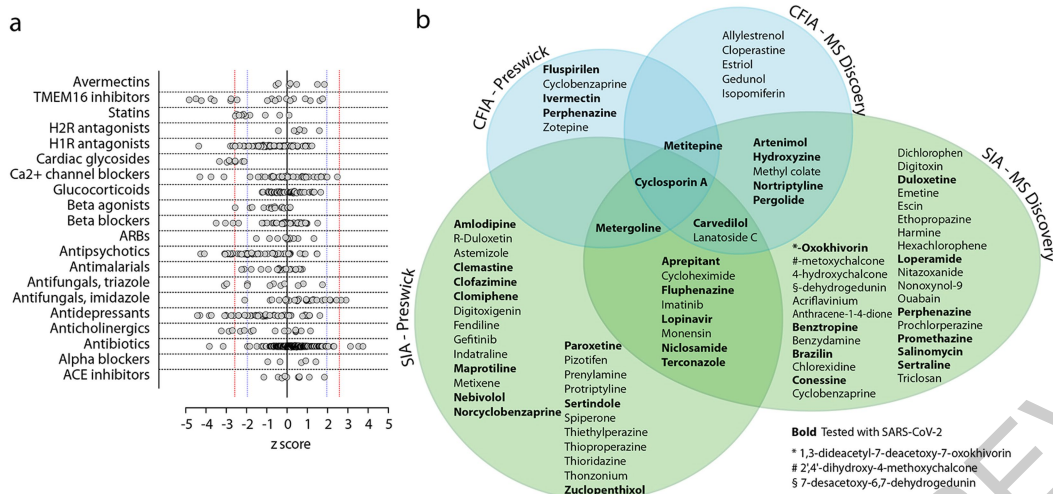 a
Avermectins
TMEM16 inhibitors
Statins
H2R antagonists
H1R antagonists
Cardiac glycosides
Ca2+ channel blockers
Glucocorticoids
Beta agonists
Beta blockers
ARBs
Antipsychotics
Antimalarials
Antifungals, triazole
Antifungals, imidazole
Antidepressants
Anticholinergics
Antibiotics
Alpha blockers
ACE inhibitors
-5 -4 -3 -2 -1 0 1 2 3 4 5
z score
b
CFIA - Preswick
Fluspirilen
Cyclobenzaprine
Ivermectin
Perphenazine
Zotepine
CFIA - MS Discoery
Allylestrenol
Cloperastine
Estriol
Gedunol
Isopomiferin
Metitepine
Cyclosporin A
Metergoline
Artenimol
Hydroxyzine
Methyl colate
Nortriptyline
Pergolide
Carvedilol
Lanatoside C
SIA - Preswick
Amlodipine
R-Duloxetin
Astemizole
Clemastine
Clofazimine
Clomiphene
Digitoxigenin
Fendiline
Gefitinib
Indatraline
Maprotiline
Metixene
Nebivolol
Norcyclobenzaprine
Paroxetine
Pizotifen
Prenylamine
Protriptyline
Sertindole
Spiperone
Thiethylperazine
Thioproperazine
Thioridazine
Thonzonium
Zuclopenthixol
Aprepitant
Cycloheximide
Fluphenazine
Imatinib
Lopinavir
Monensin
Niclosamide
Terconazole
SIA - MS Discovery
*-Oxokhivorin
#-metoxychalcone
4-hydroxychalcone
§-dehydrogedunin
Acriflavinium
Anthracene-1-4-dione
Benztropine
Benzydamine
Brazilin
Chlorexidine
Conessine
Cyclobenzaprine
Dichlorphen
Digitoxin
Duloxetine
Emetine
Escin
Ethopropazine
Harmine
Hexachlorophene
Loperamide
Nitazoxanide
Nonoxynol-9
Ouabain
Perphenazine
Prochlorperazine
Promethazine
Salinomycin
Sertraline
Triclosan
Bold Tested with SARS-CoV-2
* 1,3-dideacetyl-7-deacetoxy-7-oxokhivorin
# 2',4'-dihydroxy-4-methoxychalcone
§ 7-desacetoxy-6,7-dehydrogedunin